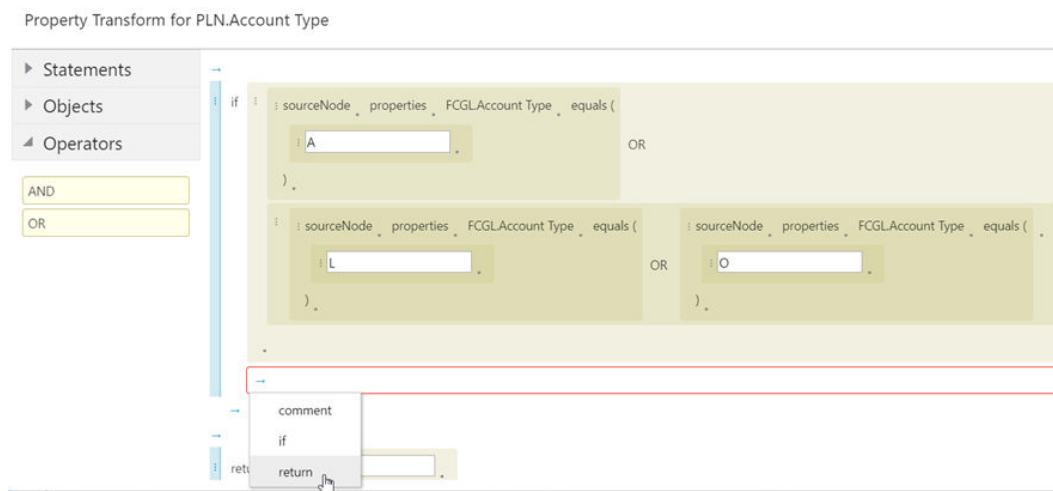 Property Transform for PLN.Account Type
Statements
Objects
Operators
AND
OR
if
sourceNode . properties . FCGL.Account Type . equals (
A
OR
) .
sourceNode . properties . FCGL.Account Type . equals (
L
) .
OR
sourceNode . properties . FCGL.Account Type . equals (
O
) .
comment
if
return
retu